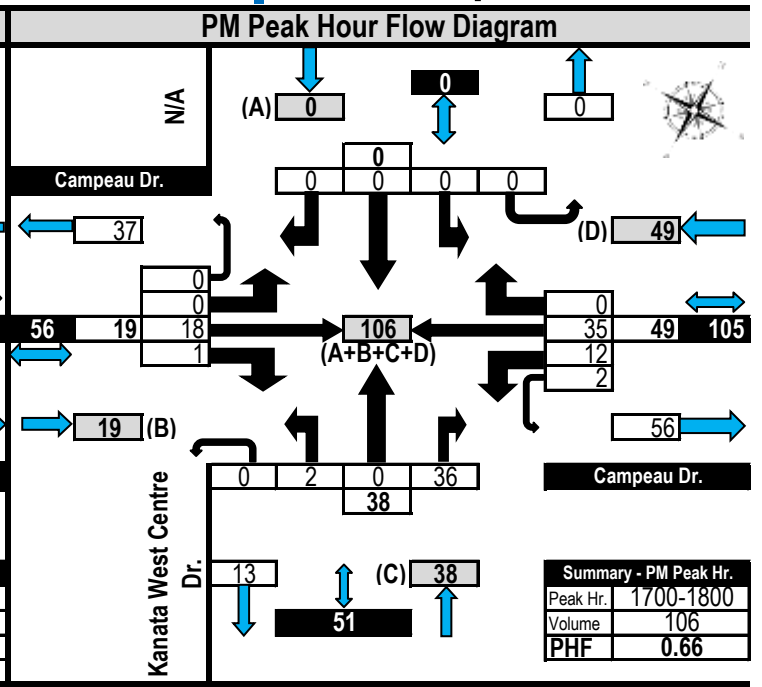 PM Peak Hour Flow Diagram
N/A
(A) 0
0
0
0
0 0 0 0
Campeau Dr.
37
(D) 49
0
0
56 19 18
1
106
(A+B+C+D)
0
35 49 105
12
2
19 (B)
56
0 2 0 36
38
Campeau Dr.
Kanata West Centre
Dr.
13
(C) 38
51
Summary - PM Peak Hr.
Peak Hr. 1700-1800
Volume 106
PHF 0.66